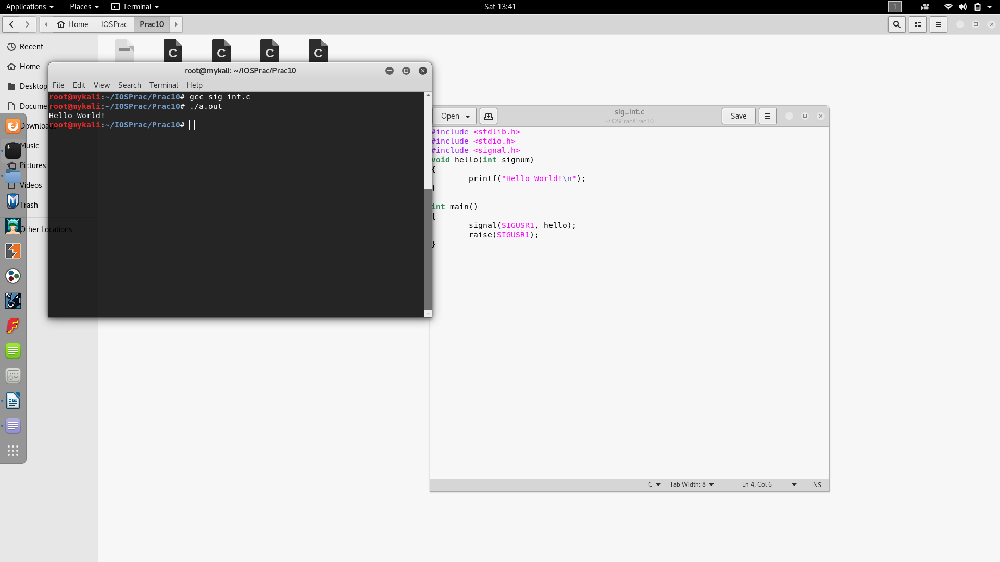 Applications Places Terminal Sat 13:41 1
Home IOSPrac Prac10
Recent
Home
Desktop
Music
Pictures
Videos
Trash
Other Locations
C C C C
root@mykali: ~/IOSPrac/Prac10
File Edit View Search Terminal Help
root@mykali:~/IOSPrac/Prac10# gcc sig_int.c
root@mykali:~/IOSPrac/Prac10# ./a.out
Hello World!
root@mykali:~/IOSPrac/Prac10#
Open sig_int.c Save
~/IOSPrac/Prac10
#include <stdlib.h>
#include <stdio.h>
#include <signal.h>
void hello(int signum)
{
printf("Hello World!\n");
}
int main()
{
signal(SIGUSR1, hello);
raise(SIGUSR1);
}
C Tab Width: 8 Ln 4, Col 6 INS